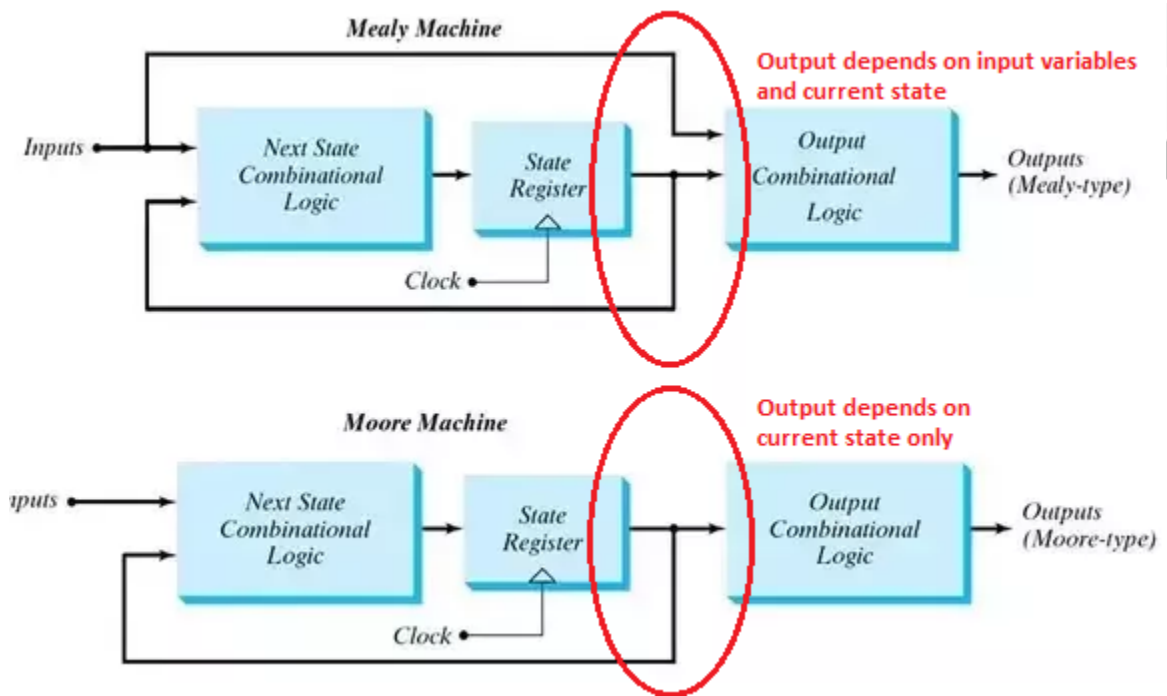 Mealy Machine
Output depends on input variables
and current state
Inputs
Next State
Combinational
Logic
State
Register
Clock
Output
Combinational
Logic
Outputs
(Mealy-type)
Moore Machine
Output depends on
current state only
nputs
Next State
Combinational
Logic
State
Register
Clock
Output
Combinational
Logic
Outputs
(Moore-type)